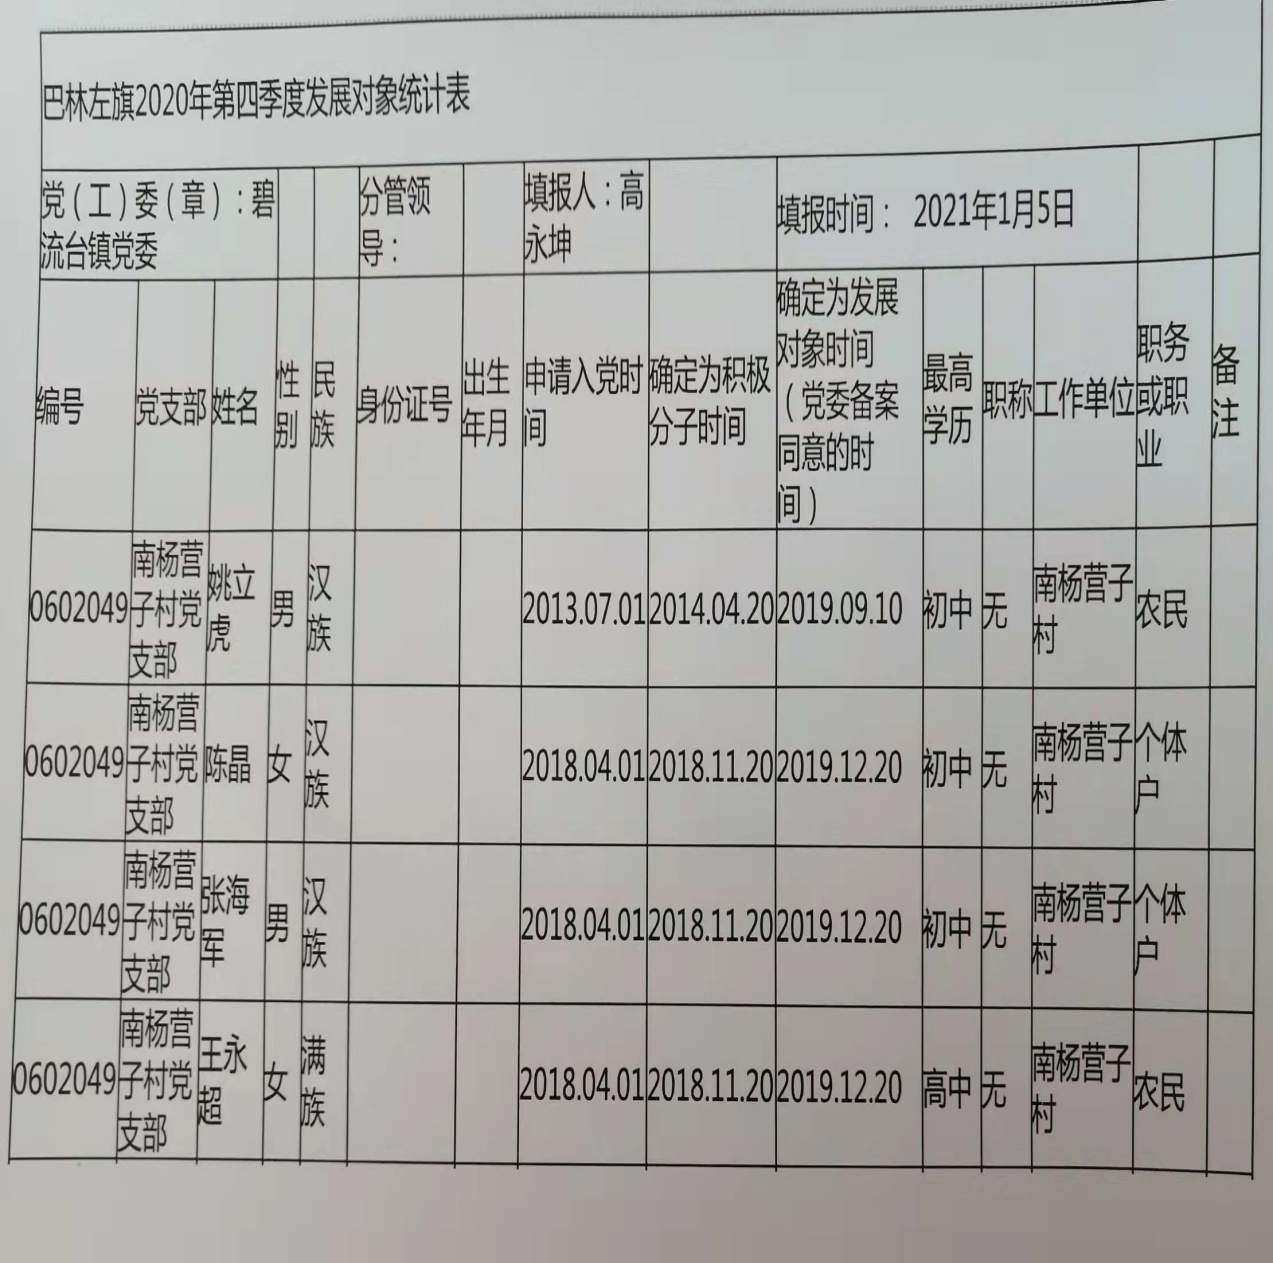 巴林左旗2020年第四季度发展对象统计表
党（工）委（章）:碧
流台镇党委
分管领
导：
填报人：高
永坤
填报时间： 2021年1月5日
编号
党支部
姓名
性
别
民
族
身份证号
出生
年月
申请入党时
间
确定为积极
分子时间
确定为发展
对象时间
（党委备案
同意的时
间）
最高
学历
职称
工作单位
职务
或职
业
备
注
0602049
南杨营
子村党
支部
姚立
虎
男
汉
族
2013.07.01
2014.04.20
2019.09.10
初中
无
南杨营子
村
农民
0602049
南杨营
子村党
支部
陈晶
女
汉
族
2018.04.01
2018.11.20
2019.12.20
初中
无
南杨营子
村
个体
户
0602049
南杨营
子村党
支部
张海
军
男
汉
族
2018.04.01
2018.11.20
2019.12.20
初中
无
南杨营子
村
个体
户
0602049
南杨营
子村党
支部
王永
超
女
满
族
2018.04.01
2018.11.20
2019.12.20
高中
无
南杨营子
村
农民